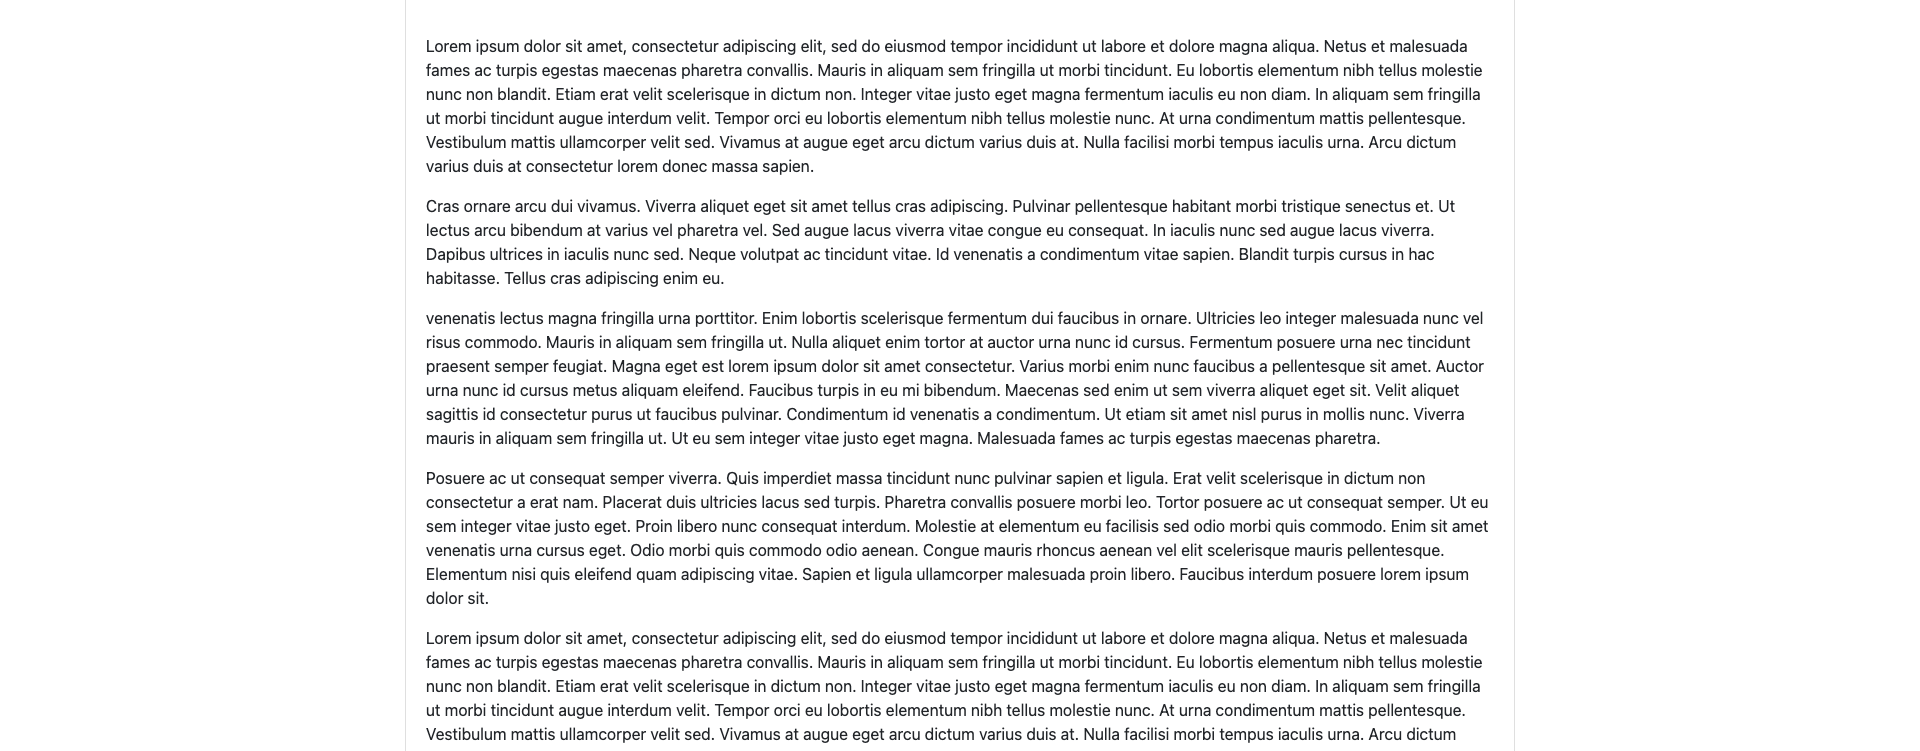 Lorem ipsum dolor sit amet, consectetur adipiscing elit, sed do eiusmod tempor incididunt ut labore et dolore magna aliqua. Netus et malesuada
fames ac turpis egestas maecenas pharetra convallis. Mauris in aliquam sem fringilla ut morbi tincidunt. Eu lobortis elementum nibh tellus molestie
nunc non blandit. Etiam erat velit scelerisque in dictum non. Integer vitae justo eget magna fermentum iaculis eu non diam. In aliquam sem fringilla
ut morbi tincidunt augue interdum velit. Tempor orci eu lobortis elementum nibh tellus molestie nunc. At urna condimentum mattis pellentesque.
Vestibulum mattis ullamcorper velit sed. Vivamus at augue eget arcu dictum varius duis at. Nulla facilisi morbi tempus iaculis urna. Arcu dictum
varius duis at consectetur lorem donec massa sapien.
Cras ornare arcu dui vivamus. Viverra aliquet eget sit amet tellus cras adipiscing. Pulvinar pellentesque habitant morbi tristique senectus et. Ut
lectus arcu bibendum at varius vel pharetra vel. Sed augue lacus viverra vitae congue eu consequat. In iaculis nunc sed augue lacus viverra.
Dapibus ultrices in iaculis nunc sed. Neque volutpat ac tincidunt vitae. Id venenatis a condimentum vitae sapien. Blandit turpis cursus in hac
habitasse. Tellus cras adipiscing enim eu.
venenatis lectus magna fringilla urna porttitor. Enim lobortis scelerisque fermentum dui faucibus in ornare. Ultricies leo integer malesuada nunc vel
risus commodo. Mauris in aliquam sem fringilla ut. Nulla aliquet enim tortor at auctor urna nunc id cursus. Fermentum posuere urna nec tincidunt
praesent semper feugiat. Magna eget est lorem ipsum dolor sit amet consectetur. Varius morbi enim nunc faucibus a pellentesque sit amet. Auctor
urna nunc id cursus metus aliquam eleifend. Faucibus turpis in eu mi bibendum. Maecenas sed enim ut sem viverra aliquet eget sit. Velit aliquet
sagittis id consectetur purus ut faucibus pulvinar. Condimentum id venenatis a condimentum. Ut etiam sit amet nisl purus in mollis nunc. Viverra
mauris in aliquam sem fringilla ut. Ut eu sem integer vitae justo eget magna. Malesuada fames ac turpis egestas maecenas pharetra.
Posuere ac ut consequat semper viverra. Quis imperdiet massa tincidunt nunc pulvinar sapien et ligula. Erat velit scelerisque in dictum non
consectetur a erat nam. Placerat duis ultricies lacus sed turpis. Pharetra convallis posuere morbi leo. Tortor posuere ac ut consequat semper. Ut eu
sem integer vitae justo eget. Proin libero nunc consequat interdum. Molestie at elementum eu facilisis sed odio morbi quis commodo. Enim sit amet
venenatis urna cursus eget. Odio morbi quis commodo odio aenean. Congue mauris rhoncus aenean vel elit scelerisque mauris pellentesque.
Elementum nisi quis eleifend quam adipiscing vitae. Sapien et ligula ullamcorper malesuada proin libero. Faucibus interdum posuere lorem ipsum
dolor sit.
Lorem ipsum dolor sit amet, consectetur adipiscing elit, sed do eiusmod tempor incididunt ut labore et dolore magna aliqua. Netus et malesuada
fames ac turpis egestas maecenas pharetra convallis. Mauris in aliquam sem fringilla ut morbi tincidunt. Eu lobortis elementum nibh tellus molestie
nunc non blandit. Etiam erat velit scelerisque in dictum non. Integer vitae justo eget magna fermentum iaculis eu non diam. In aliquam sem fringilla
ut morbi tincidunt augue interdum velit. Tempor orci eu lobortis elementum nibh tellus molestie nunc. At urna condimentum mattis pellentesque.
Vestibulum mattis ullamcorper velit sed. Vivamus at augue eget arcu dictum varius duis at. Nulla facilisi morbi tempus iaculis urna. Arcu dictum